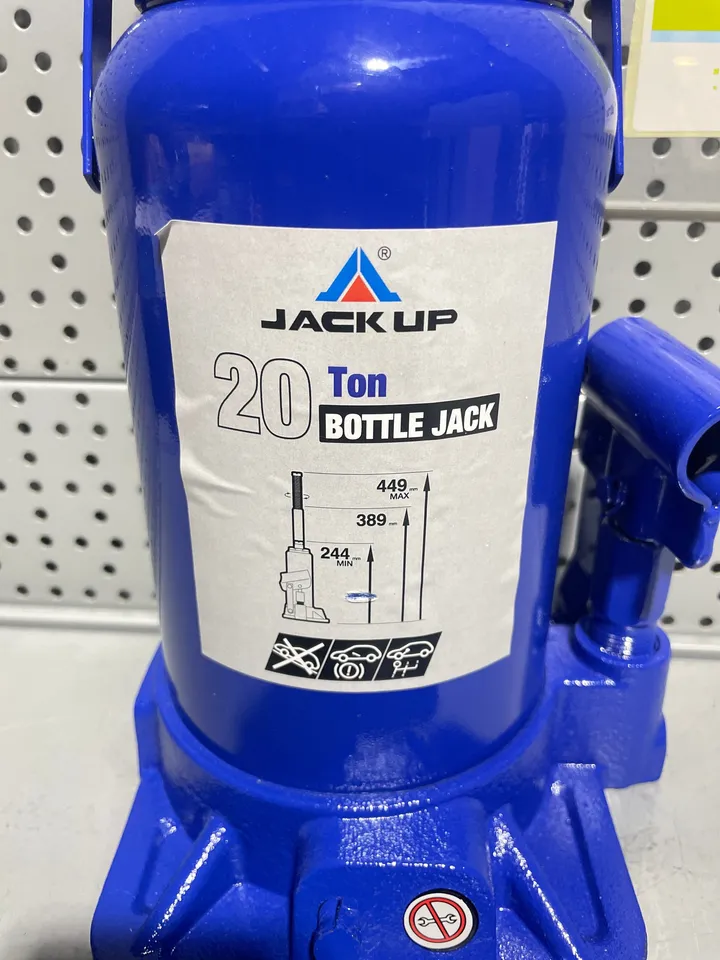 ®
JACK UP
20 Ton
BOTTLE JACK
449 mm
MAX
389 mm
244 mm
MIN